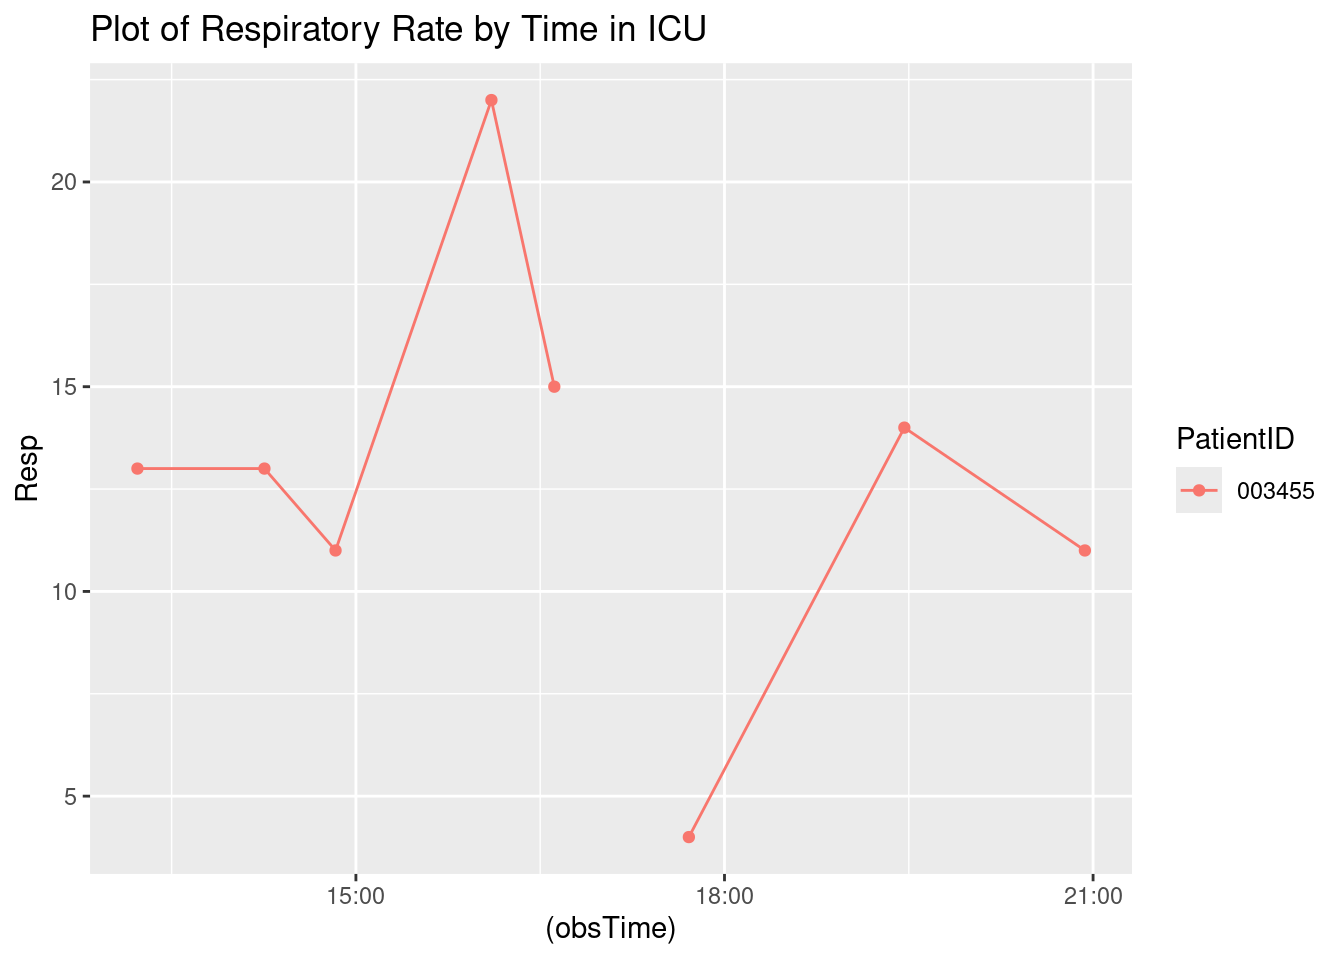 Plot of Respiratory Rate by Time in ICU
20
15
10
5
Resp
15:00
18:00
21:00
(obsTime)
PatientID
003455